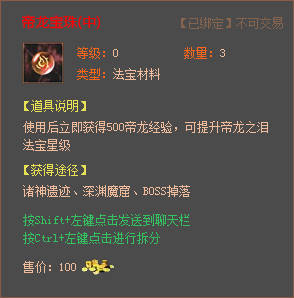 【已绑定】不可交易
等级：0 数量：3
类型：法宝材料
【道具说明】
使用后立即获得500帝龙经验，可提升帝龙之泪
法宝星级
【获得途径】
诸神遗迹、深渊魔窟、BOSS掉落
按Shift+左键点击发送到聊天栏
按Ctrl+左键点击进行拆分
售价：100